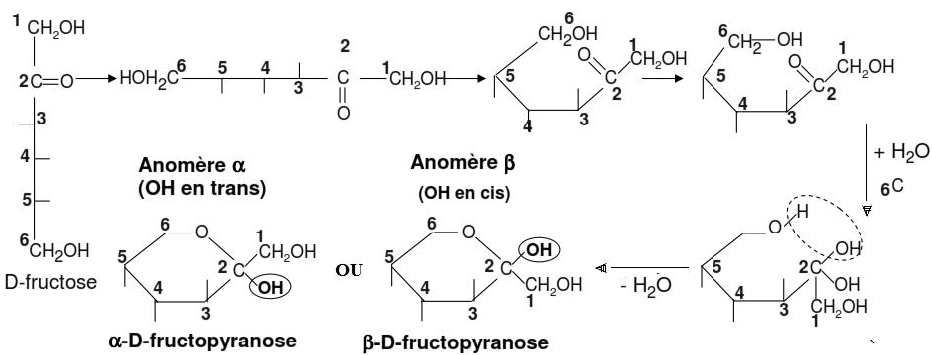 1 CH₂OH
2C=O
3
4
5
6 CH₂OH
D-fructose
HOH₂C 6 5 4 3 2 C O 1 CH₂OH
6 CH₂OH
O 1 CH₂OH
5 2
4 3
6 CH₂ OH
O 1 CH₂OH
5 C 2
4 3
+ H₂O
6C
Anomère α
(OH en trans)
6 O 1 CH₂OH
5 2 C OH
4 3
α-D-fructopyranose
OU
Anomère β
(OH en cis)
6 O OH
5 2 C CH₂OH
4 3 1
β-D-fructopyranose
- H₂O
O H
OH
5 2C OH
4 3 CH₂OH
1